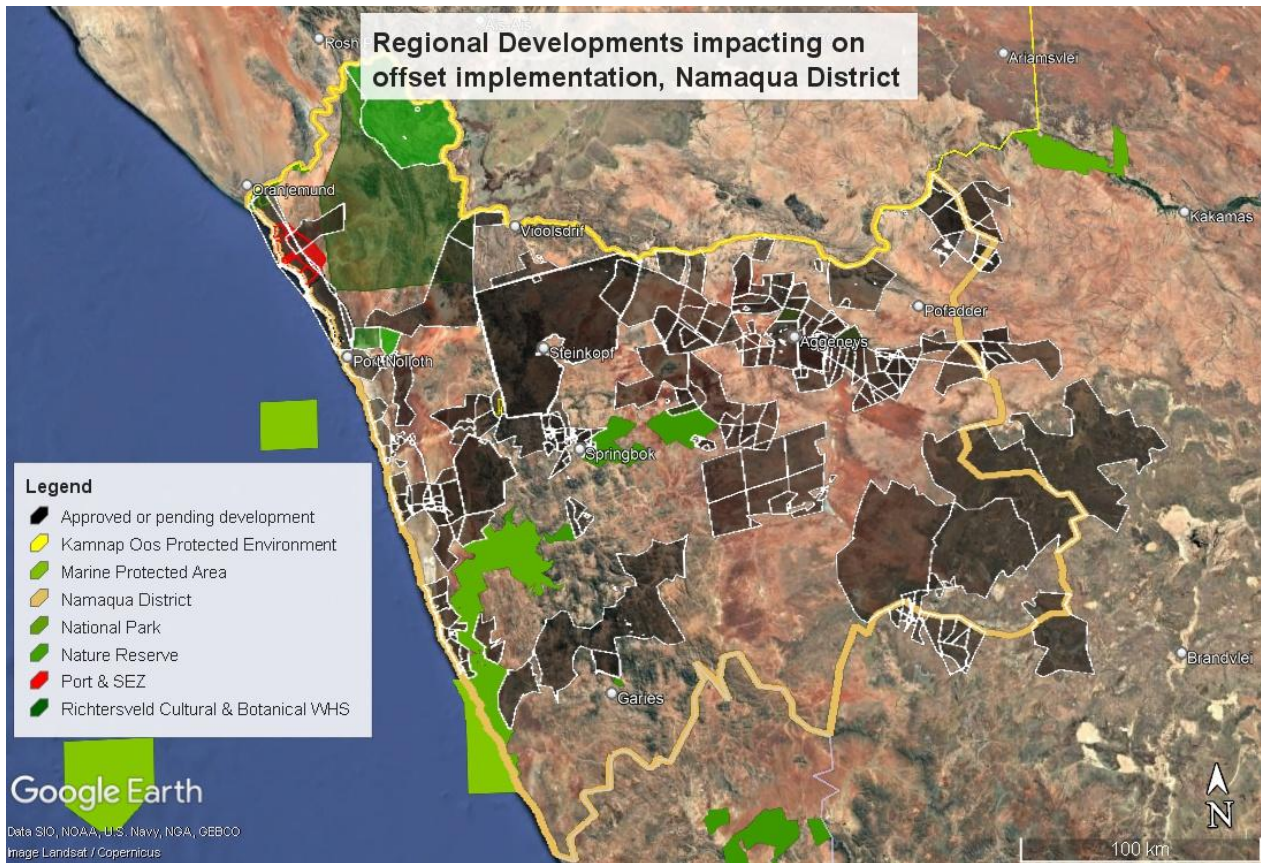 Regional Developments impacting on
offset implementation, Namaqua District
Rosh
Ariamsvlei
Oranjemund
Vioolsdrif
Kakamas
Pofadder
Port Nolloth
Steinkopf
Aggeneys
Springbok
Legend
Approved or pending development
Kamnap Oos Protected Environment
Marine Protected Area
Namaqua District
National Park
Nature Reserve
Port & SEZ
Richtersveld Cultural & Botanical WHS
Garies
Brandvlei
Google Earth
N
Data SIO, NOAA, U.S. Navy, NGA, GEBCO
Image Landsat / Copernicus
100 km